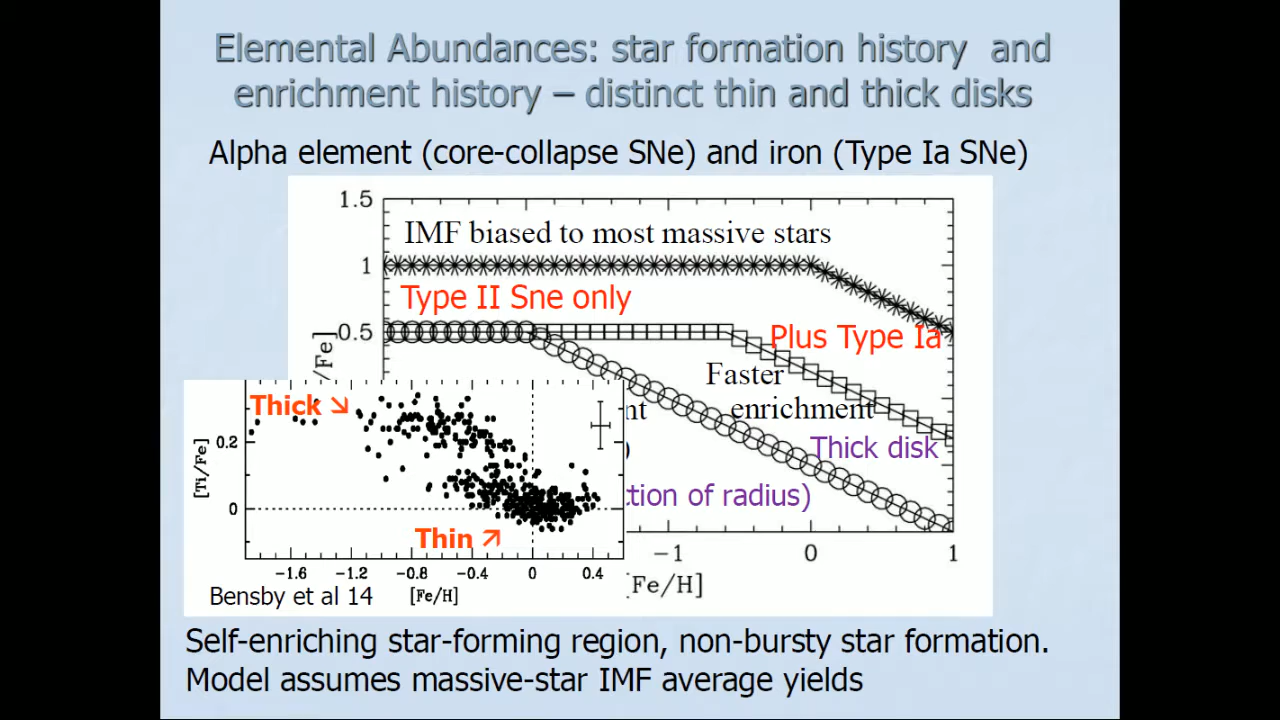 Elemental Abundances: star formation history and
enrichment history – distinct thin and thick disks
Alpha element (core-collapse SNe) and iron (Type Ia SNe)
1.5
IMF biased to most massive stars
1
Type II Sne only
0.5
Plus Type Ia
/Fe]
Faster
enrichment
nt
Thick disk
)
ction of radius)
−1
0
1
[Fe/H]
Thick ↘
0.2
[Ti/Fe]
0
Thin ↗
−1.6
−1.2
−0.8
−0.4
0
0.4
Bensby et al 14
[Fe/H]
Self-enriching star-forming region, non-bursty star formation.
Model assumes massive-star IMF average yields